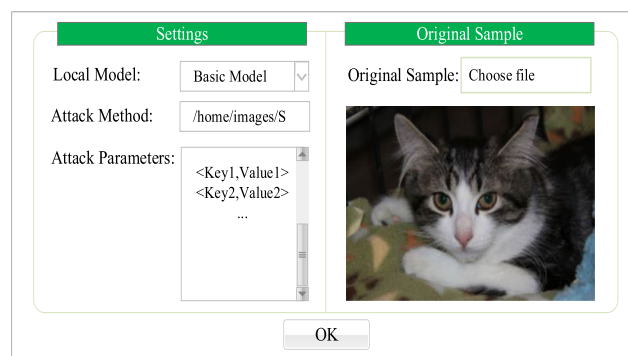 Settings
Local Model:
Basic Model
Attack Method:
/home/images/S
Attack Parameters:
<Key1,Value1>
<Key2,Value2>
...
Original Sample
Original Sample:
Choose file
OK